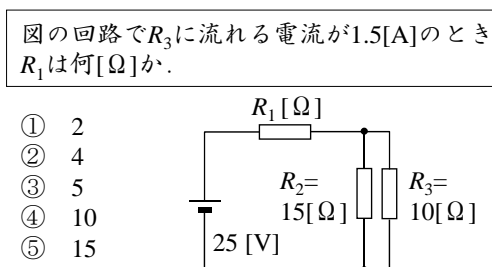 図の回路でR3に流れる電流が1.5[A]のとき
R1は何[Ω]か.
① 2
② 4
③ 5
④ 10
⑤ 15
R1[Ω]
R2=
15[Ω]
R3=
10[Ω]
25 [V]